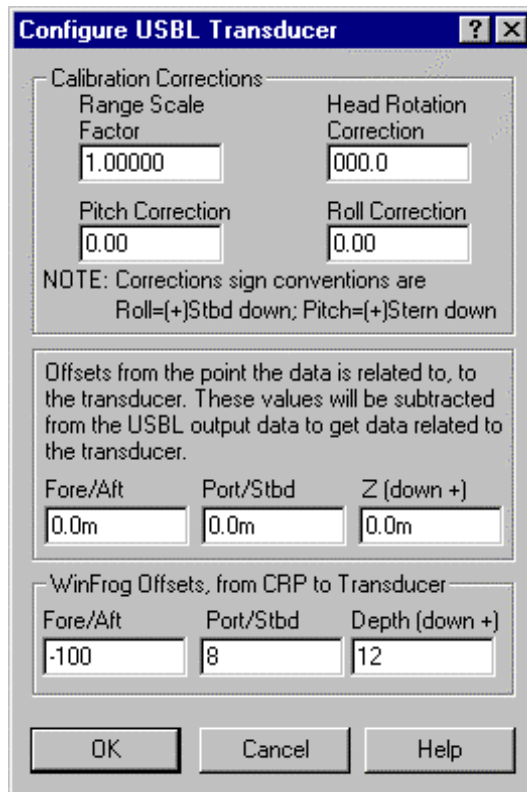 Configure USBL Transducer
Calibration Corrections
Range Scale Factor
1.00000
Head Rotation Correction
000.0
Pitch Correction
0.00
Roll Correction
0.00
NOTE: Corrections sign conventions are
Roll=(+)Stbd down; Pitch=(+)Stern down
Offsets from the point the data is related to, to
the transducer. These values will be subtracted
from the USBL output data to get data related to
the transducer.
Fore/Aft Port/Stbd Z (down +)
0.0m 0.0m 0.0m
WinFrog Offsets, from CRP to Transducer
Fore/Aft Port/Stbd Depth (down +)
-100 8 12
OK Cancel Help